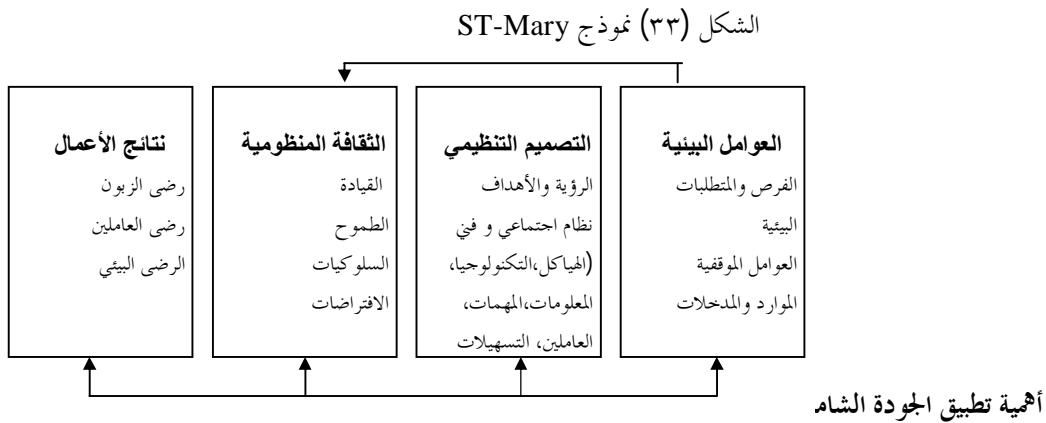 الشكل (٣٣) نموذج ST-Mary
العوامل البيئية
الفرص والمتطلبات
البيئية
العوامل الموقفية
الموارد والمدخلات
التصميم التنظيمي
الرؤية والأهداف
نظام اجتماعي و فني
(الهياكل،التكنولوجيا،
المعلومات،المهمات،
العاملين، التسهيلات
الثقافة المنظومية
القيادة
الطموح
السلوكيات
الافتراضات
نتائج الأعمال
رضى الزبون
رضى العاملين
الرضى البيئي
أهمية تطبيق الجودة الشام